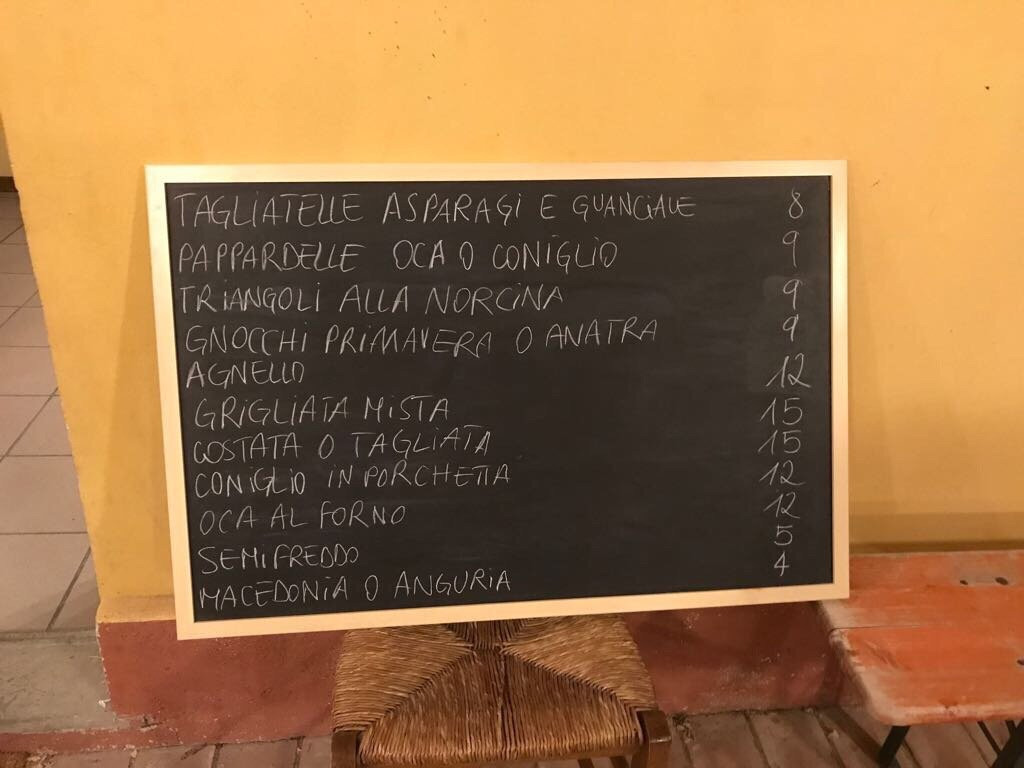 TAGLIATELLE ASPARAGI E GUANCIALE 8
PAPPARDELLE OCA O CONIGLIO 9
TRIANGOLI ALLA NORCINA 9
GNOCCHI PRIMAVERA O ANATRA 9
AGNELLO 12
GRIGLIATA MISTA 15
COSTATA O TAGLIATA 15
CONIGLIO IN PORCHETTA 12
OCA AL FORNO 12
SEMIFREDDO 5
MACEDONIA O ANGURIA 4